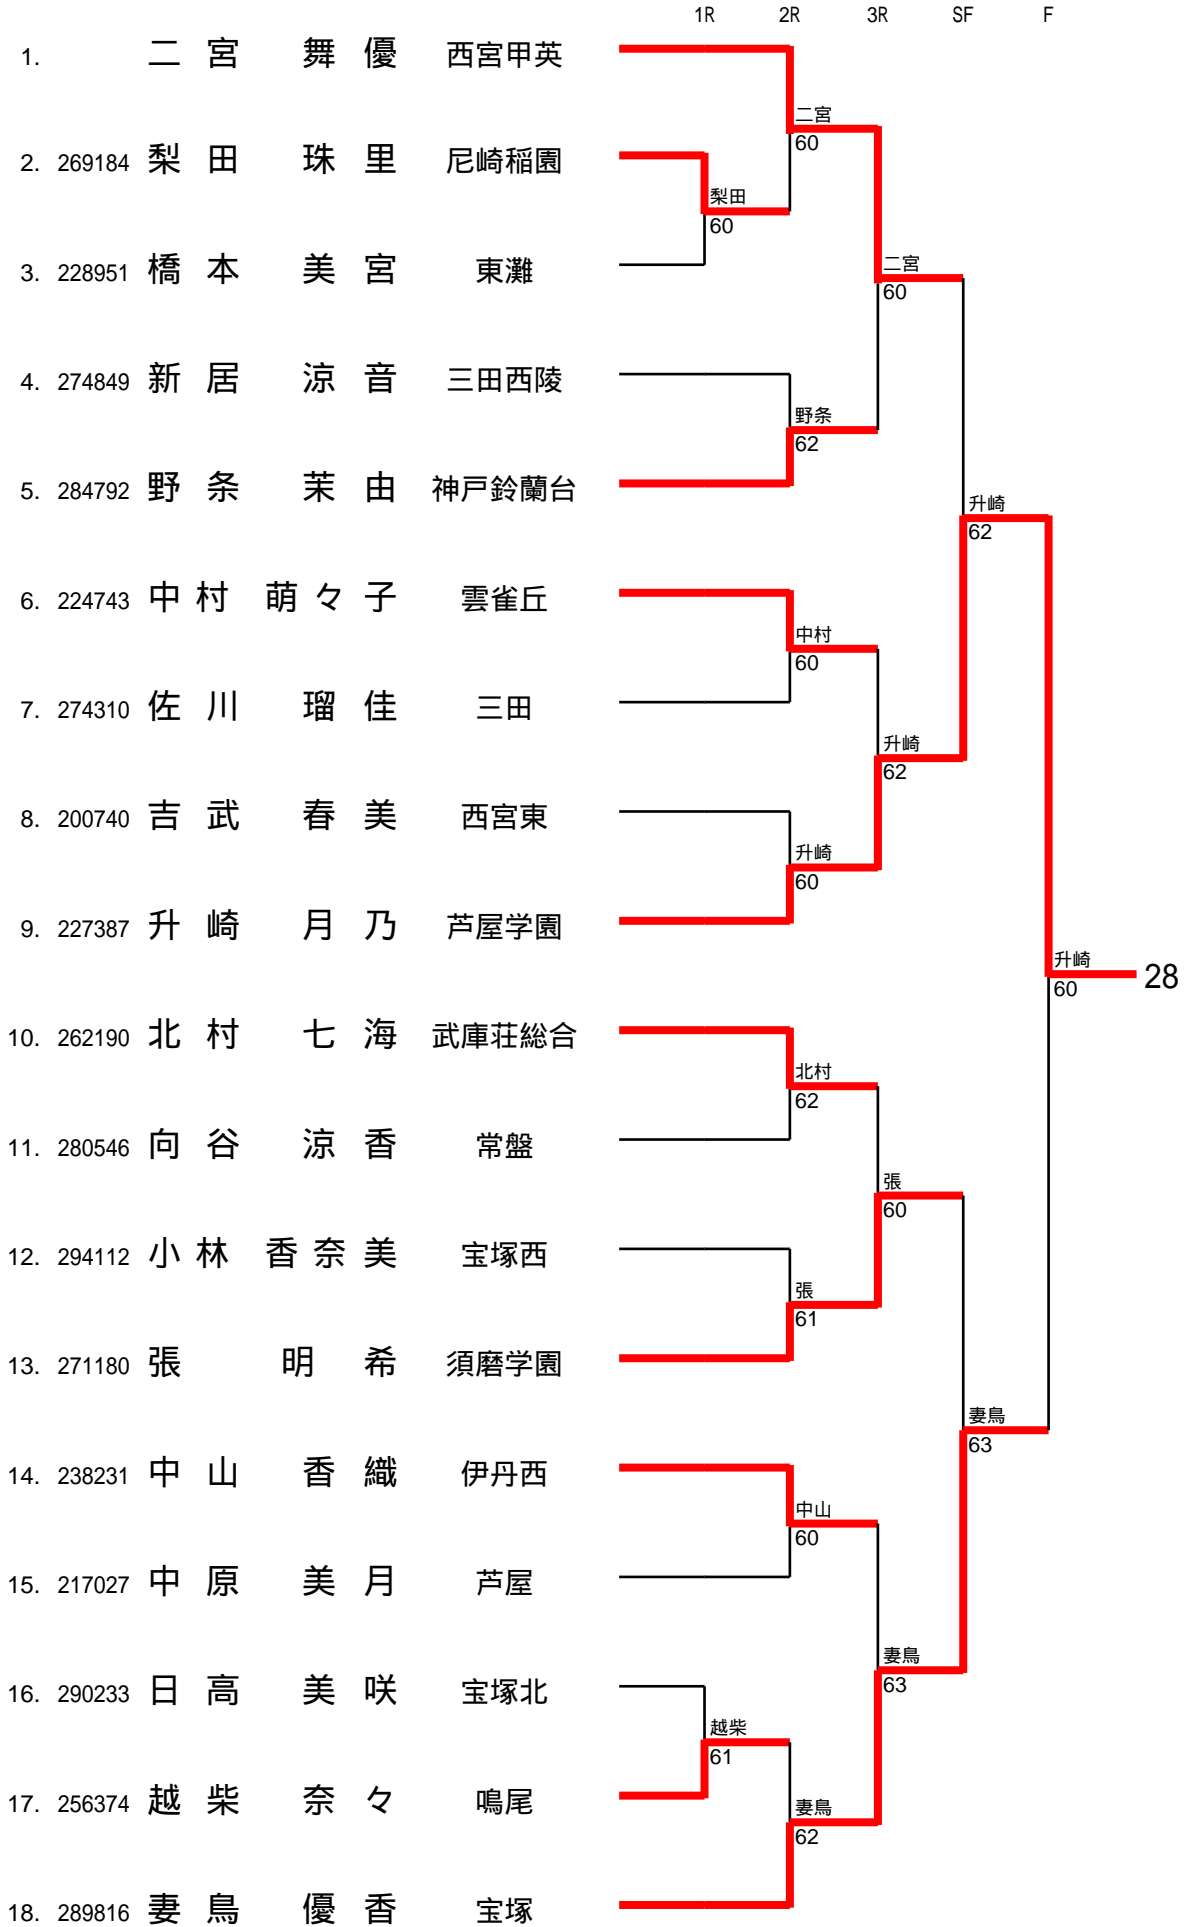 1R 2R 3R SF F
1. 二宮 舞優 西宮甲英
二宮
60
2. 269184 梨田 珠里 尼崎稲園
梨田
60
3. 228951 橋本 美宮 東灘
二宮
60
4. 274849 新居 涼音 三田西陵
野条
62
5. 284792 野条 茉由 神戸鈴蘭台
升崎
62
6. 224743 中村 萌々子 雲雀丘
中村
60
7. 274310 佐川 瑠佳 三田
升崎
62
8. 200740 吉武 春美 西宮東
升崎
60
9. 227387 升崎 月乃 芦屋学園
升崎
60
28
10. 262190 北村 七海 武庫荘総合
北村
62
11. 280546 向谷 涼香 常盤
張
60
12. 294112 小林 香奈美 宝塚西
張
61
13. 271180 張 明希 須磨学園
妻鳥
63
14. 238231 中山 香織 伊丹西
中山
60
15. 217027 中原 美月 芦屋
妻鳥
63
16. 290233 日高 美咲 宝塚北
越柴
61
17. 256374 越柴 奈々 鳴尾
妻鳥
62
18. 289816 妻鳥 優香 宝塚